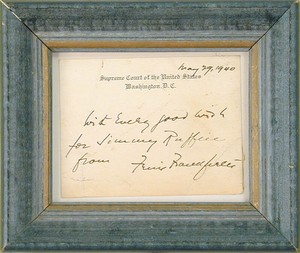 May 29, 1940
Supreme Court of the United States
Washington, D.C.
With Every good wish
for Jimmy
from Felix Frankfurter